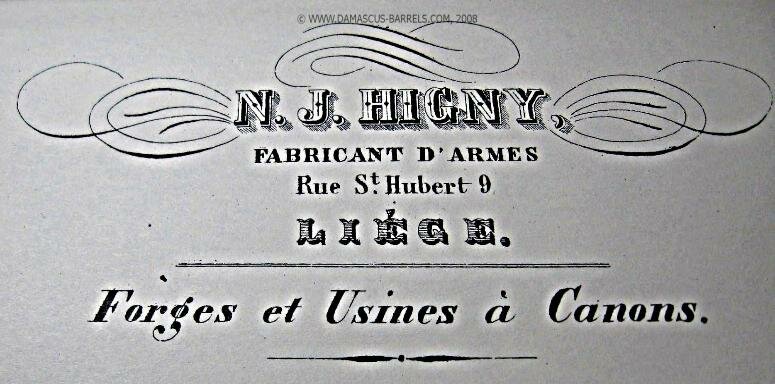 © WWW.DAMASCUS-BARRELS.COM, 2008
N. J. HIGNY,
FABRICANT D'ARMES
Rue St. Hubert 9
LIÉGE.
Forges et Usines à Canons.